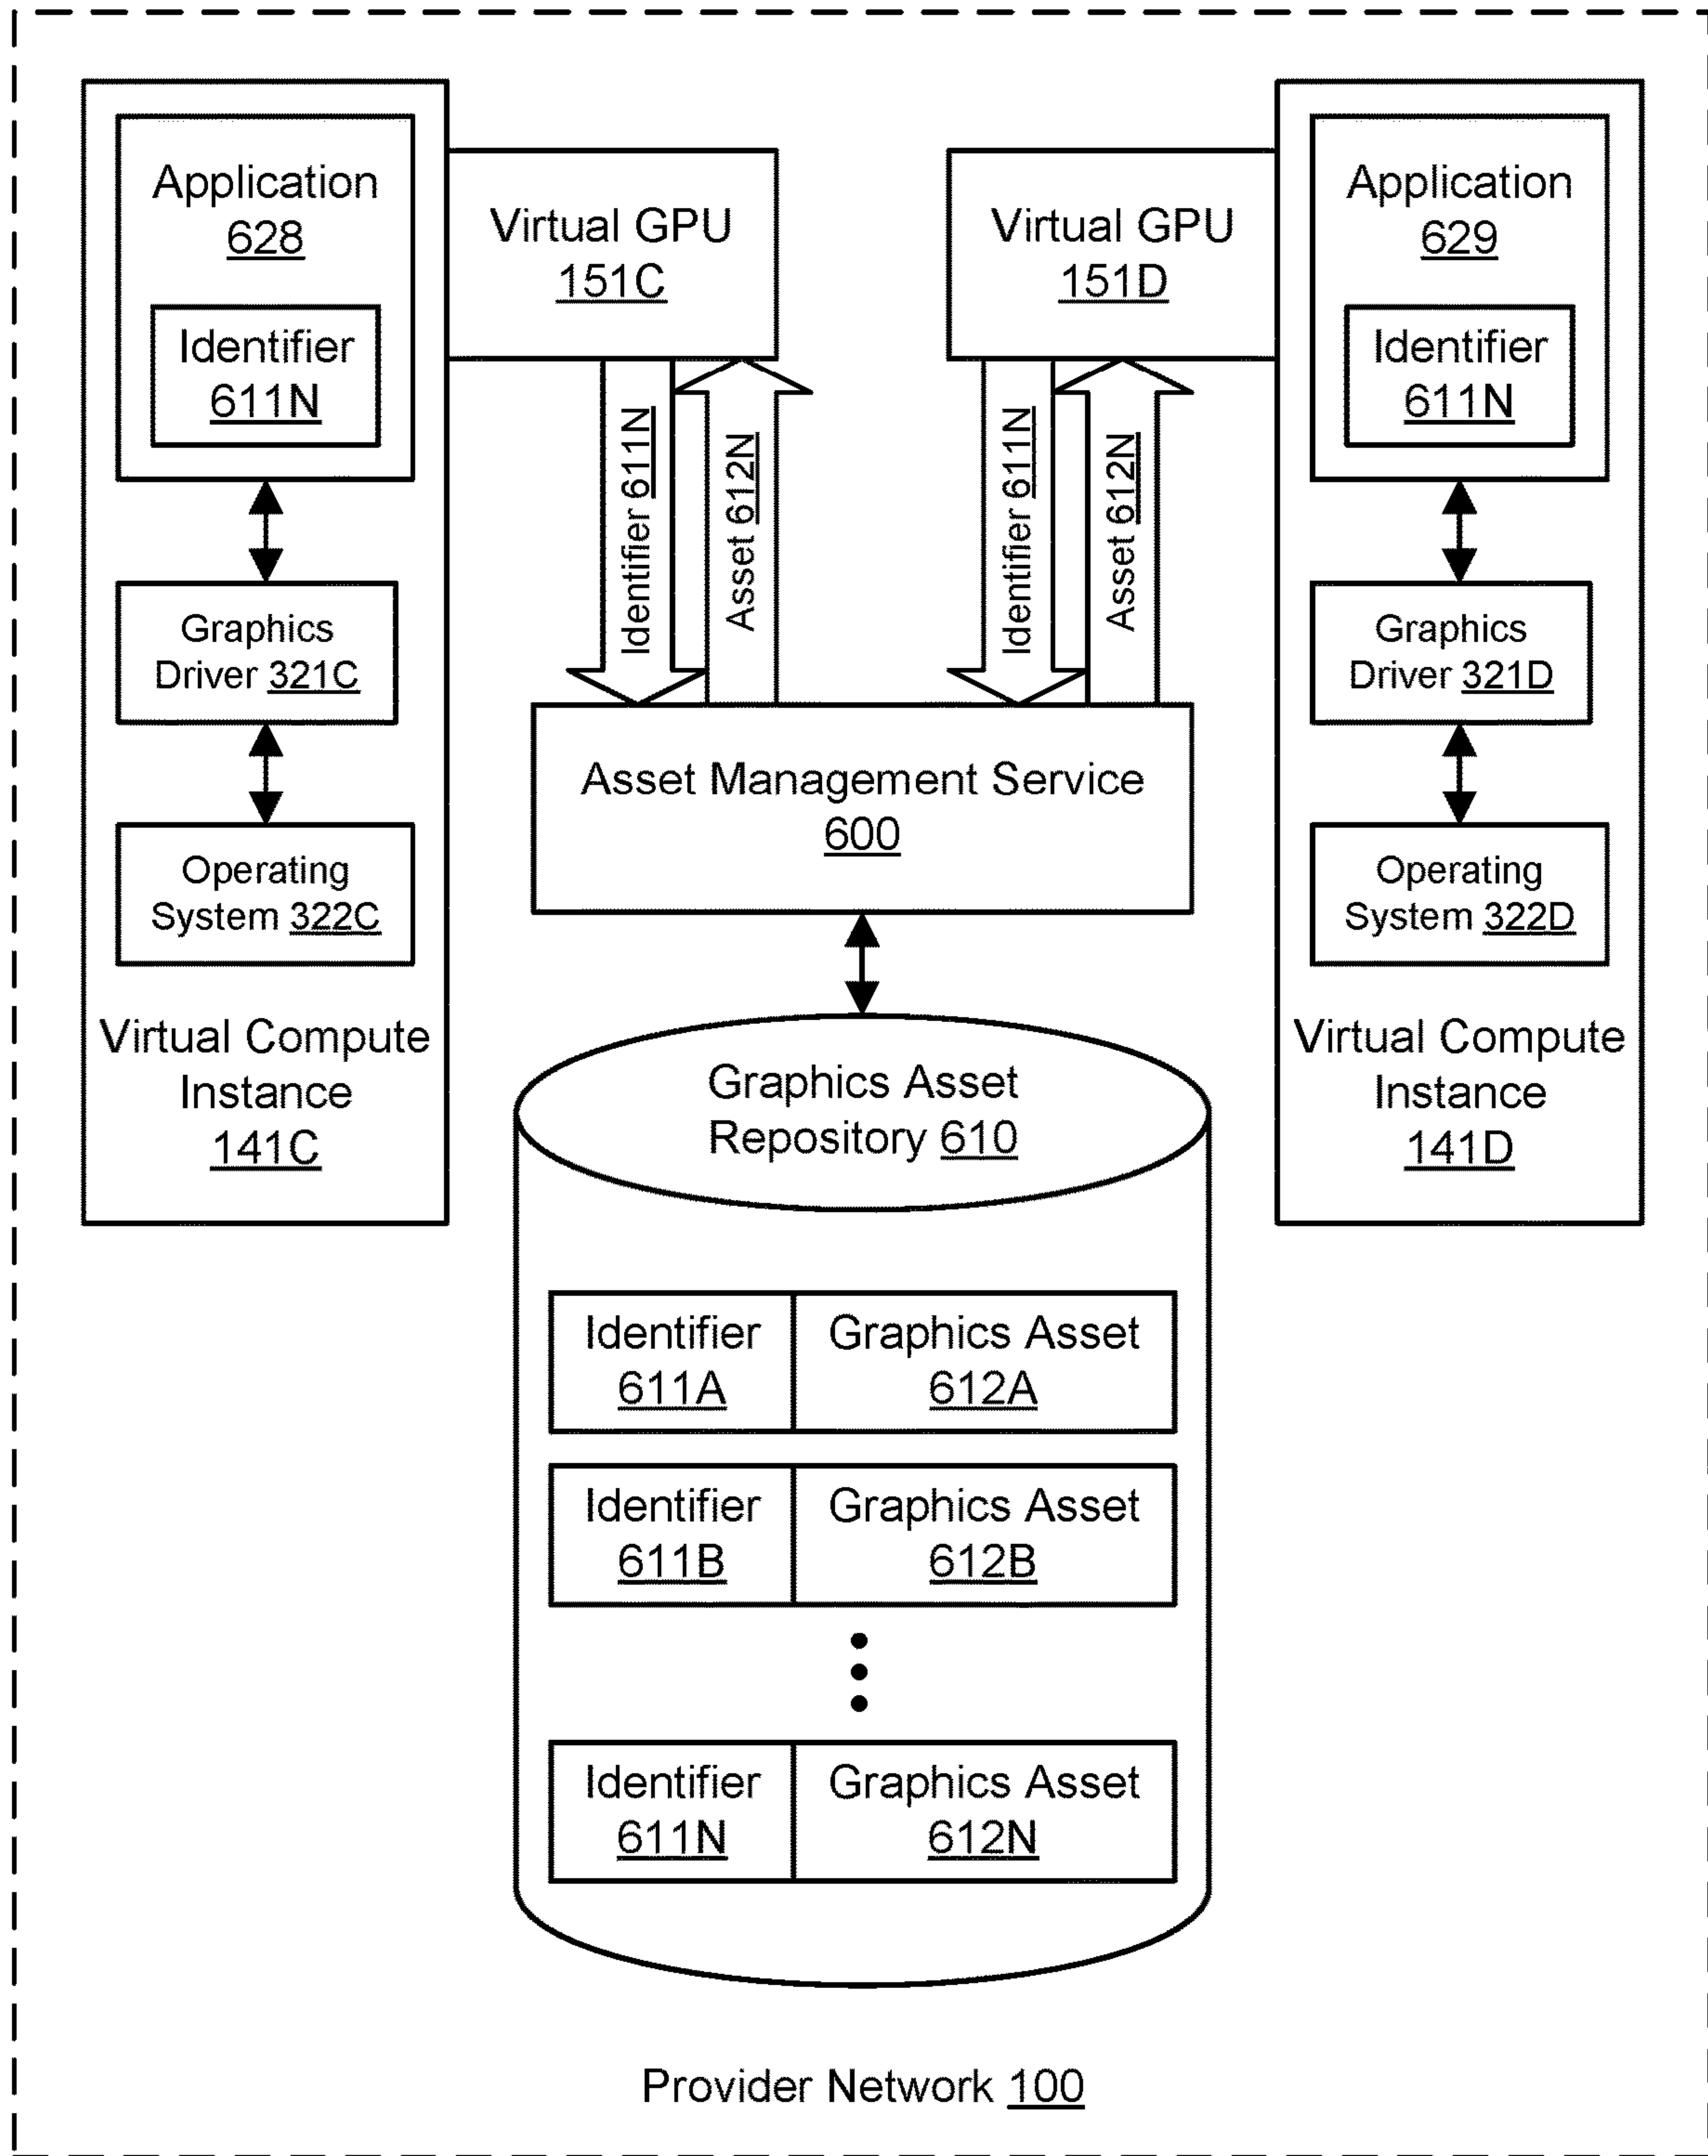 Application
628
Identifier
611N
Graphics
Driver 321C
Operating
System 322C
Virtual Compute
Instance
141C
Virtual GPU
151C
Identifier 611N
Asset 612N
Virtual GPU
151D
Identifier 611N
Asset 612N
Application
629
Identifier
611N
Graphics
Driver 321D
Operating
System 322D
Virtual Compute
Instance
141D
Asset Management Service
600
Graphics Asset
Repository 610
Identifier
611A
Graphics Asset
612A
Identifier
611B
Graphics Asset
612B
Identifier
611N
Graphics Asset
612N
Provider Network 100